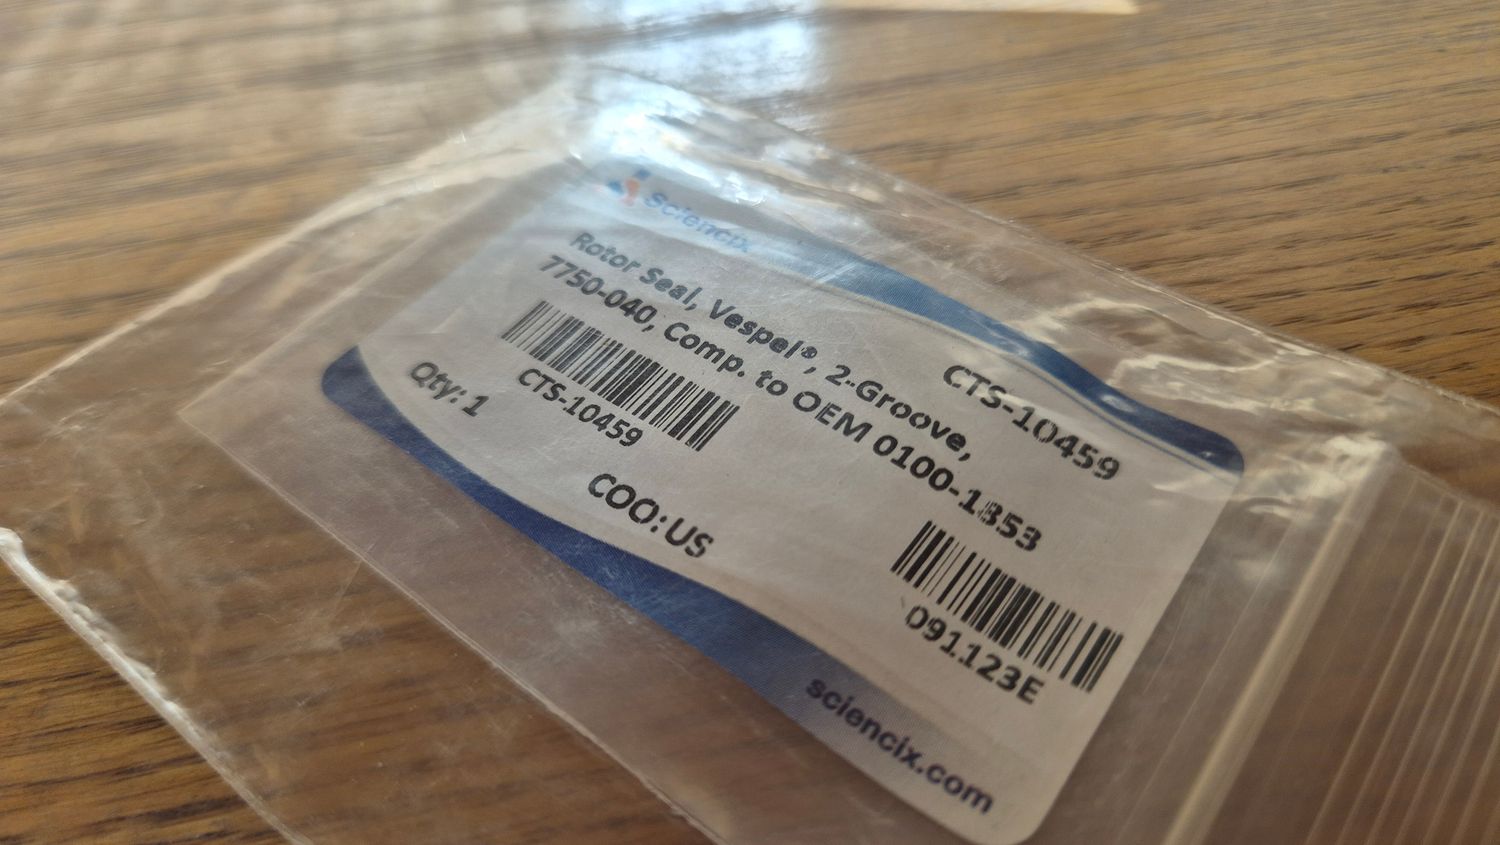 Sciencix
CTS-10459
Rotor Seal, Vespel®, 2-Groove,
7750-040, Comp. to OEM 0100-1853
CTS-10459
Qty: 1
COO: US
091123E
sciencix.com